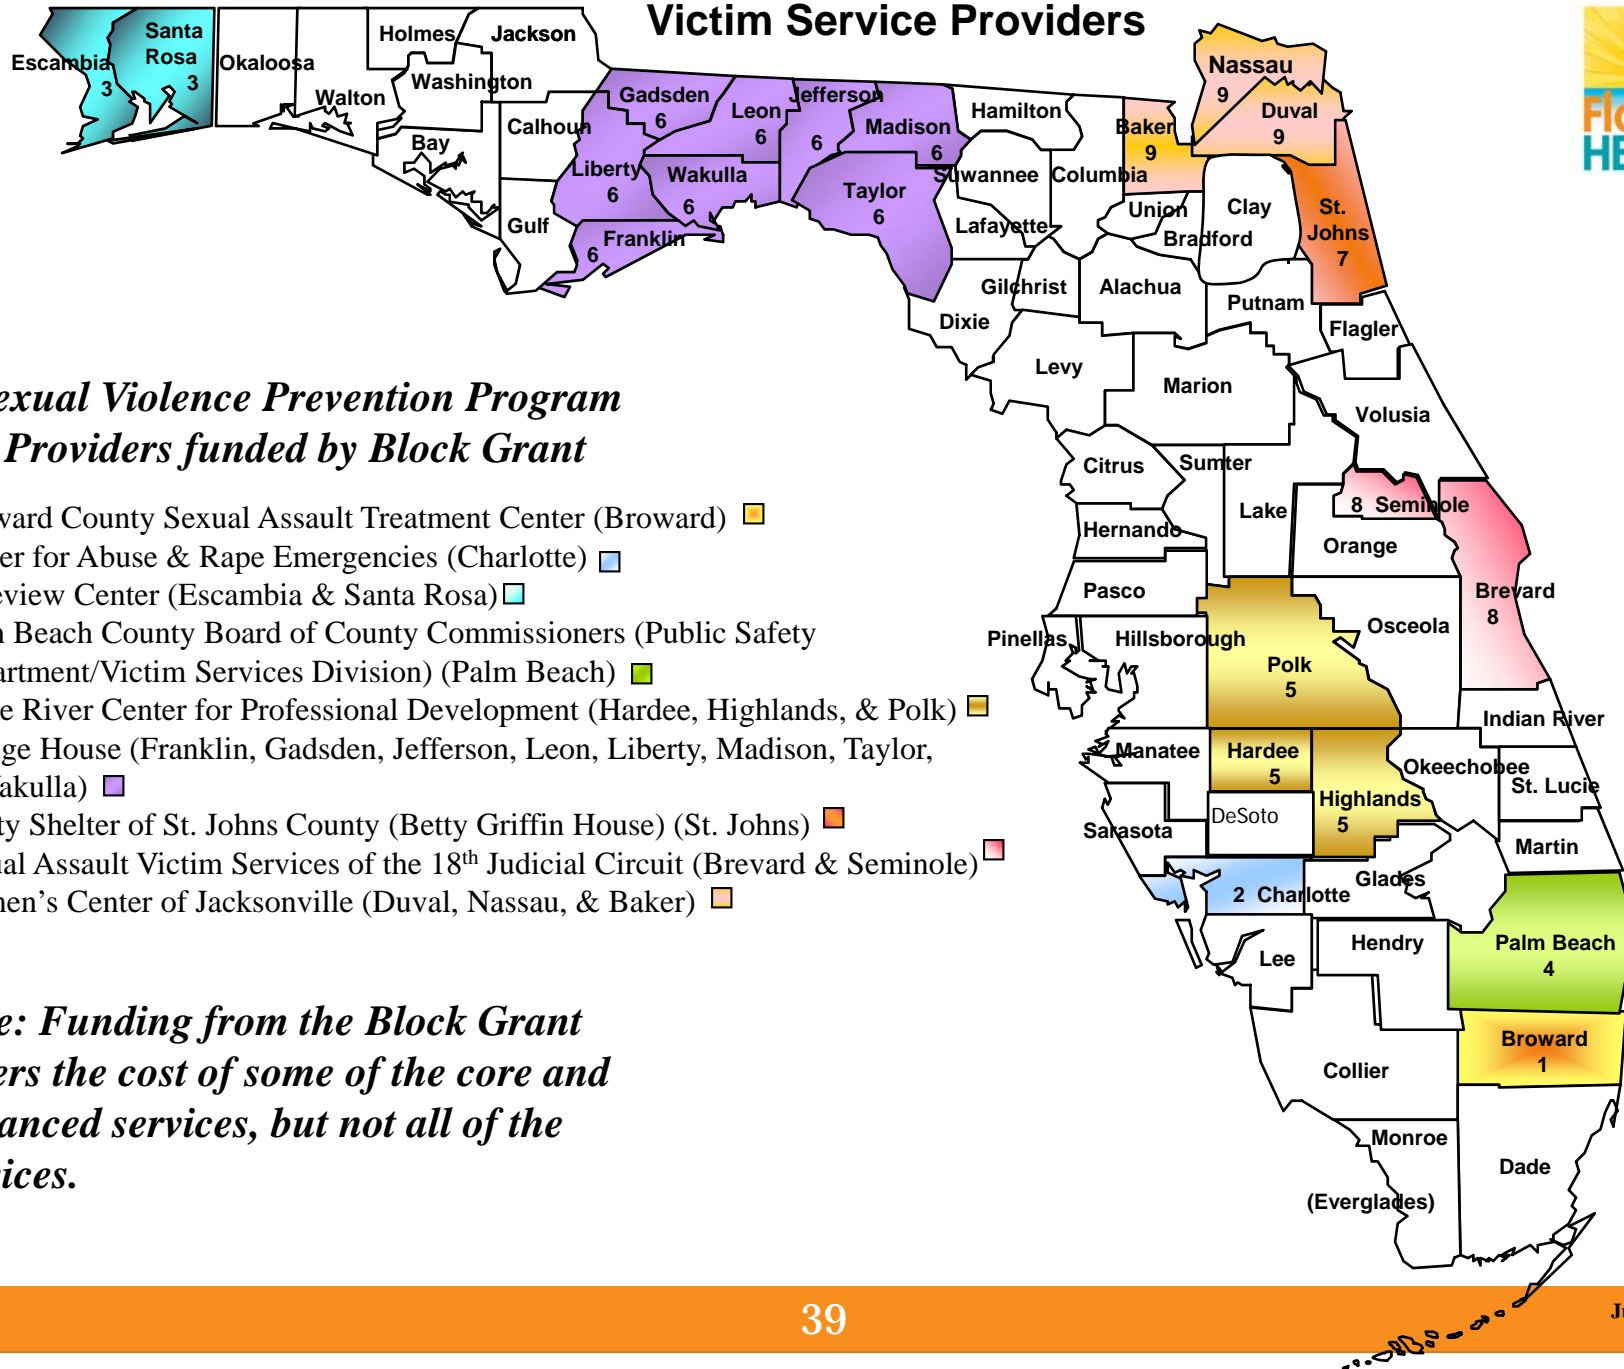 Victim Service Providers
Escambia
3
Santa
Rosa
3
Okaloosa
Walton
Holmes
Washington
Jackson
Bay
Calhoun
Gulf
Gadsden
6
Liberty
6
Franklin
6
Leon
6
Wakulla
6
Jefferson
6
Madison
6
Taylor
6
Hamilton
Suwannee
Lafayette
Columbia
Baker
9
Nassau
9
Duval
9
Union
Bradford
Clay
St.
Johns
7
Gilchrist
Dixie
Alachua
Putnam
Flagler
Levy
Marion
Volusia
Citrus
Sumter
Lake
8 Seminole
Hernando
Orange
Brevard
8
Pasco
Pinellas
Hillsborough
Polk
5
Osceola
Indian River
Manatee
Hardee
5
Highlands
5
Okeechobee
St. Lucie
Sarasota
DeSoto
Martin
2 Charlotte
Glades
Lee
Hendry
Palm Beach
4
Broward
1
Collier
Monroe
(Everglades)
Dade
exual Violence Prevention Program
Providers funded by Block Grant
ward County Sexual Assault Treatment Center (Broward)
er for Abuse & Rape Emergencies (Charlotte)
eview Center (Escambia & Santa Rosa)
n Beach County Board of County Commissioners (Public Safety
artment/Victim Services Division) (Palm Beach)
e River Center for Professional Development (Hardee, Highlands, & Polk)
ge House (Franklin, Gadsden, Jefferson, Leon, Liberty, Madison, Taylor,
akulla)
ty Shelter of St. Johns County (Betty Griffin House) (St. Johns)
ual Assault Victim Services of the 18th Judicial Circuit (Brevard & Seminole)
nen’s Center of Jacksonville (Duval, Nassau, & Baker)
e: Funding from the Block Grant
ers the cost of some of the core and
anced services, but not all of the
ices.
39